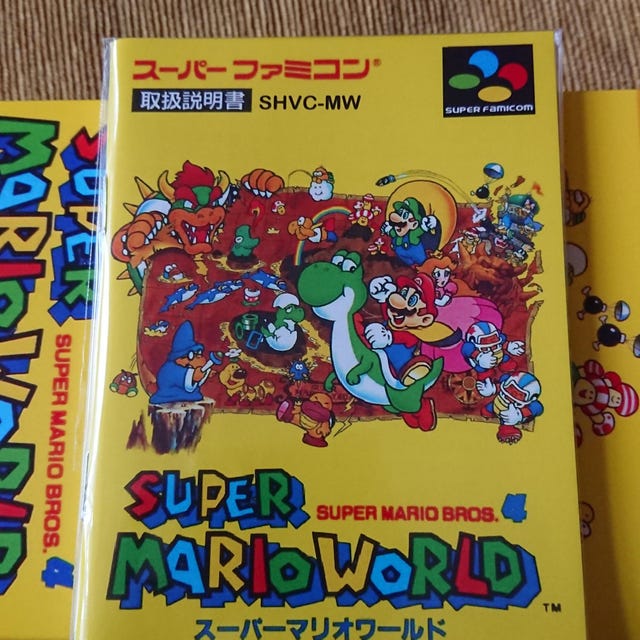 スーパーファミコン®
取扱説明書 SHVC-MW
SUPER FAMICOM
SUPER
SUPER MARIO BROS. 4
MARIO WORLD ™
スーパーマリオワールド
SUPER
MARIO WORLD
SUPER MARIO BROS. 4